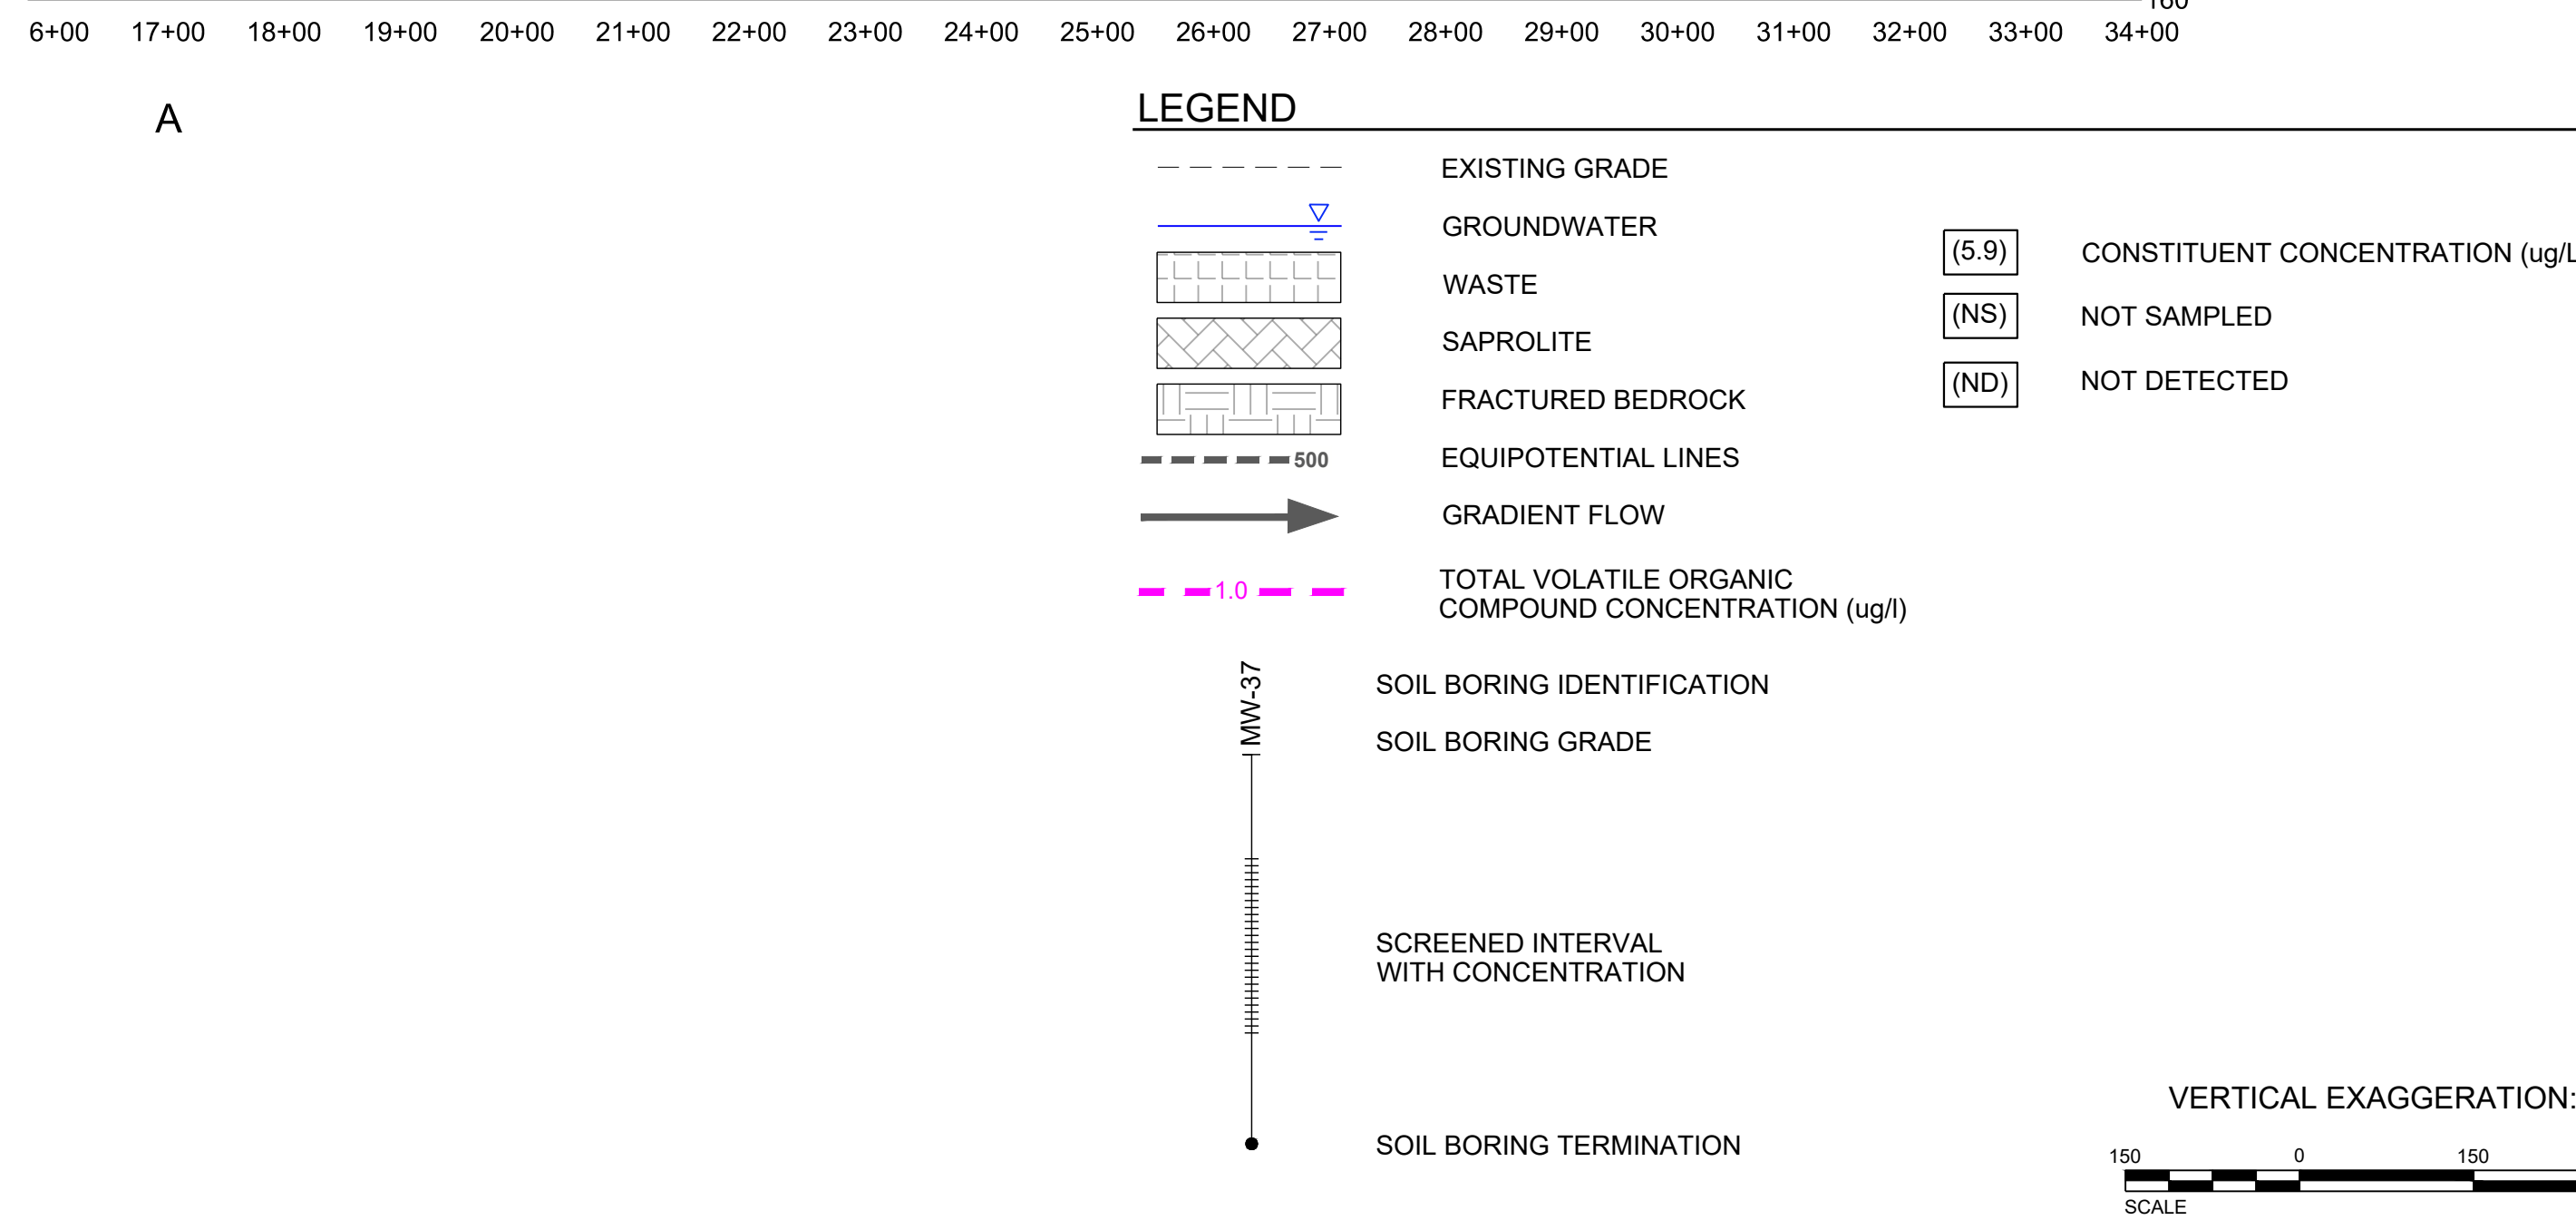 160
6+00 17+00 18+00 19+00 20+00 21+00 22+00 23+00 24+00 25+00 26+00 27+00 28+00 29+00 30+00 31+00 32+00 33+00 34+00
A
LEGEND
EXISTING GRADE
GROUNDWATER
WASTE
SAPROLITE
FRACTURED BEDROCK
500 EQUIPOTENTIAL LINES
GRADIENT FLOW
1.0 TOTAL VOLATILE ORGANIC
COMPOUND CONCENTRATION (ug/l)
(5.9) CONSTITUENT CONCENTRATION (ug/L
(NS) NOT SAMPLED
(ND) NOT DETECTED
MW-37
SOIL BORING IDENTIFICATION
SOIL BORING GRADE
SCREENED INTERVAL
WITH CONCENTRATION
SOIL BORING TERMINATION
VERTICAL EXAGGERATION:
150 0 150
SCALE